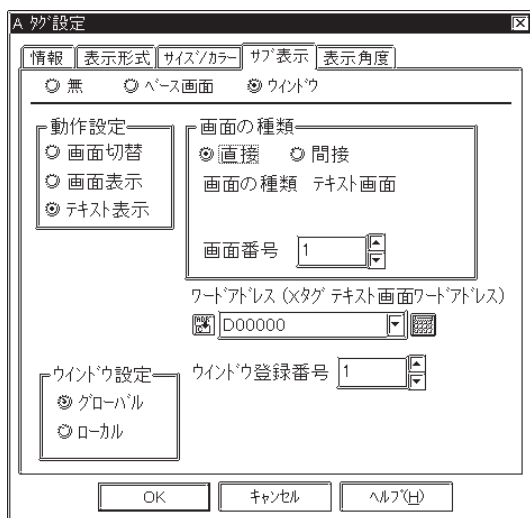 A ﾀｸﾞ設定
情報 表示形式 ｻｲｽﾞ/ｶﾗｰ ｻﾌﾞ表示 表示角度
無 ﾍﾞｰｽ画面 ｳｲﾝﾄﾞｳ
動作設定
画面切替
画面表示
ﾃｷｽﾄ表示
画面の種類
直接 間接
画面の種類 ﾃｷｽﾄ画面
画面番号 1
ﾜｰﾄﾞｱﾄﾞﾚｽ (Xﾀｸﾞ ﾃｷｽﾄ画面ﾜｰﾄﾞｱﾄﾞﾚｽ)
D00000
ｳｲﾝﾄﾞｳ登録番号 1
ｳｲﾝﾄﾞｳ設定
ｸﾞﾛｰﾊﾞﾙ
ﾛｰｶﾙ
OK ｷｬﾝｾﾙ ﾍﾙﾌﾟ(H)